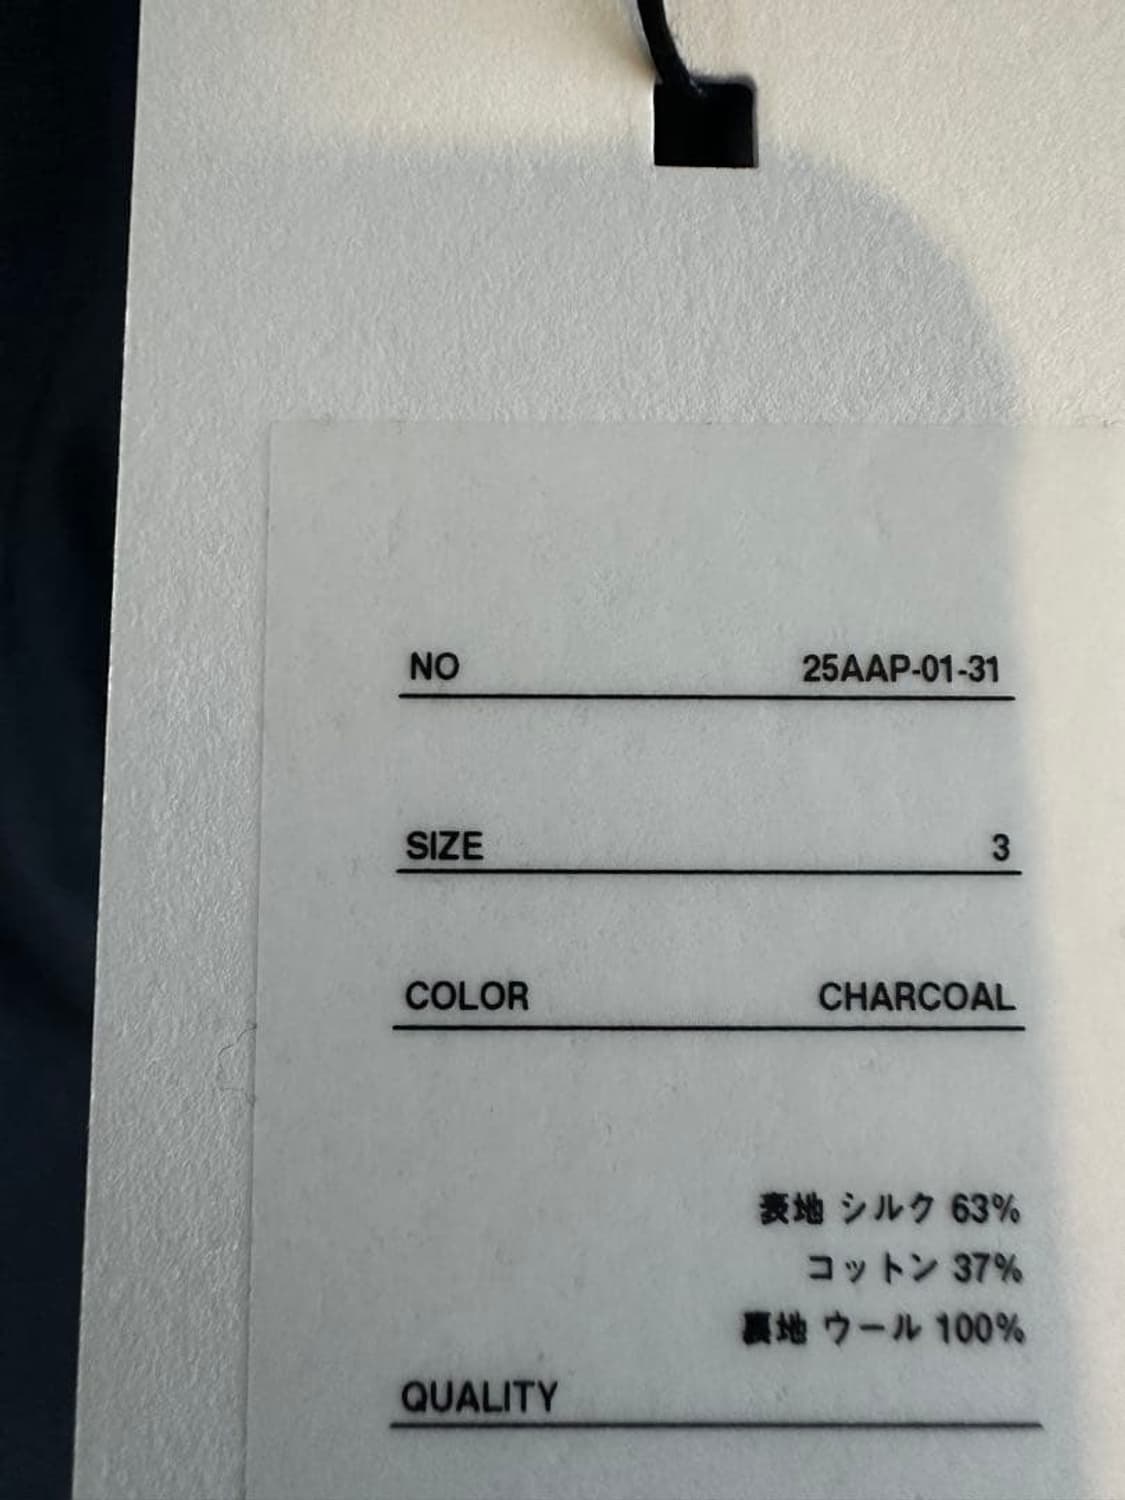 NO 25AAP-01-31
SIZE 3
COLOR CHARCOAL
表地 シルク 63%
コットン 37%
裏地 ウール 100%
QUALITY